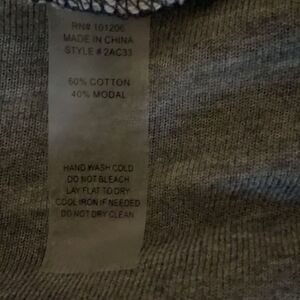 RN# 101206
MADE IN CHINA
STYLE # 2AC33
60% COTTON
40% MODAL
HAND WASH COLD
DO NOT BLEACH
LAY FLAT TO DRY
COOL IRON IF NEEDED
DO NOT DRY CLEAN